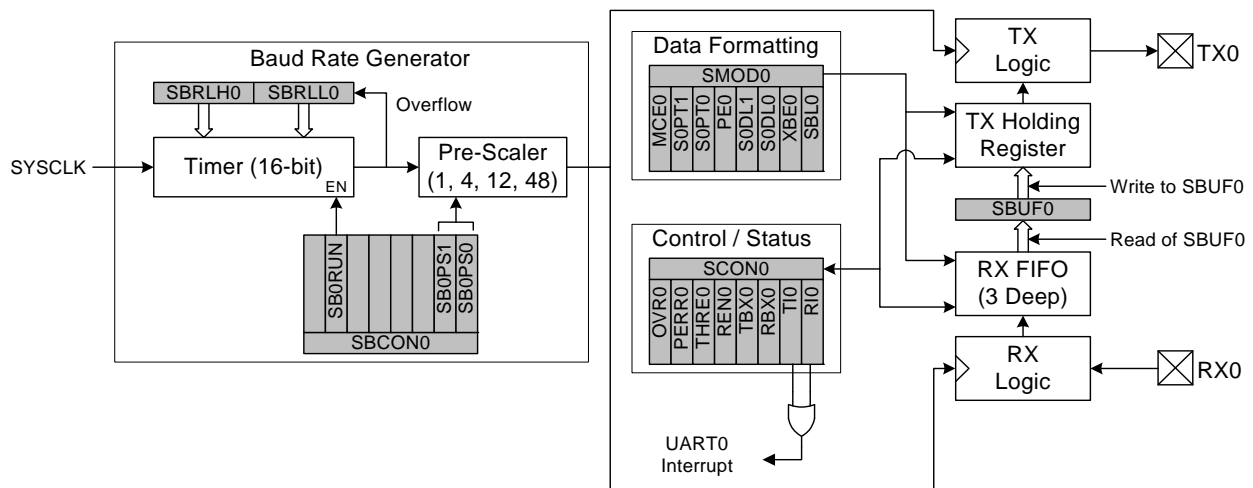 Baud Rate Generator
SBRLH0 SBRLL0
Overflow
SYSCLK
Timer (16-bit)
EN
Pre-Scaler
(1, 4, 12, 48)
SB0RUN
SB0PS1
SB0PS0
SBCON0
Data Formatting
SMOD0
MCE0
S0PT1
S0PT0
PE0
S0DL1
S0DL0
XBE0
SBL0
Control / Status
SCON0
OVR0
PERR0
THRE0
REN0
TBX0
RBX0
TI0
RI0
UART0
Interrupt
TX
Logic
TX0
TX Holding
Register
Write to SBUF0
SBUF0
Read of SBUF0
RX FIFO
(3 Deep)
RX
Logic
RX0